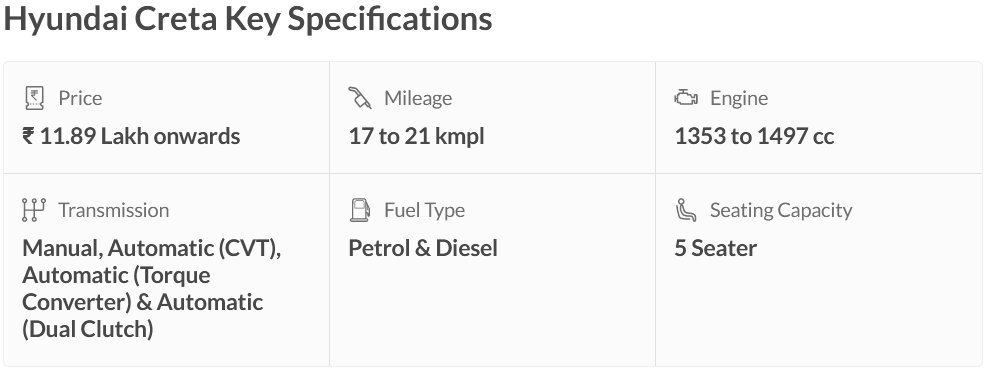 Hyundai Creta Key Specifications
Price
₹ 11.89 Lakh onwards
Mileage
17 to 21 kmpl
Engine
1353 to 1497 cc
Transmission
Manual, Automatic (CVT),
Automatic (Torque
Converter) & Automatic
(Dual Clutch)
Fuel Type
Petrol & Diesel
Seating Capacity
5 Seater